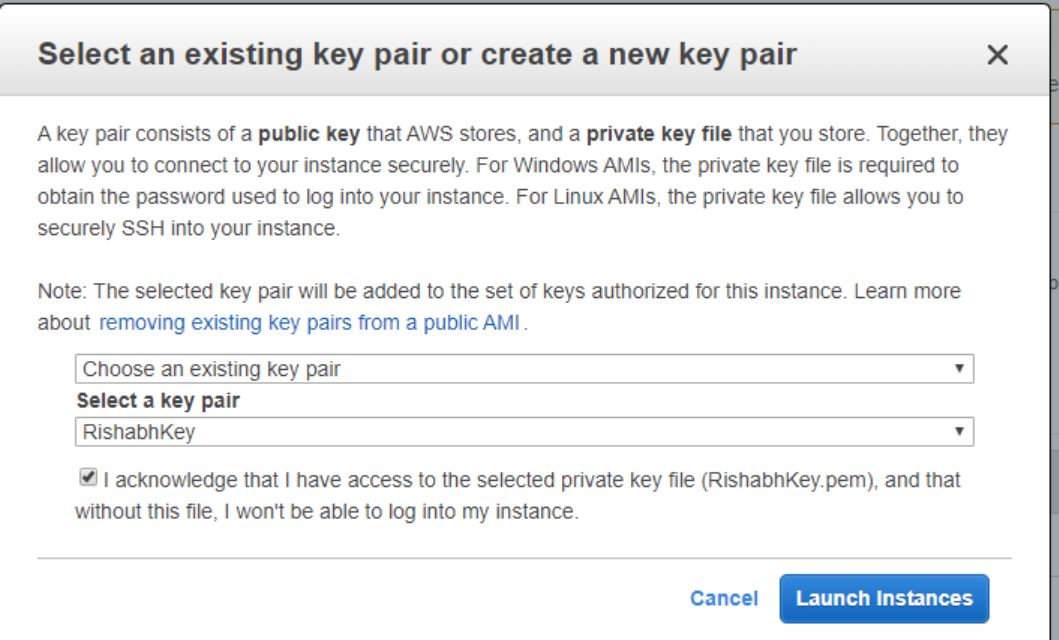 Select an existing key pair or create a new key pair
A key pair consists of a public key that AWS stores, and a private key file that you store. Together, they
allow you to connect to your instance securely. For Windows AMIs, the private key file is required to
obtain the password used to log into your instance. For Linux AMIs, the private key file allows you to
securely SSH into your instance.
Note: The selected key pair will be added to the set of keys authorized for this instance. Learn more
about removing existing key pairs from a public AMI.
Choose an existing key pair
Select a key pair
RishabhKey
I acknowledge that I have access to the selected private key file (RishabhKey.pem), and that
without this file, I won't be able to log into my instance.
Cancel Launch Instances